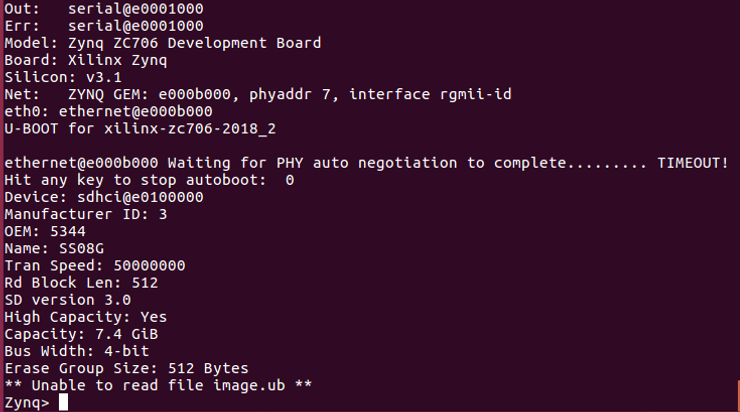 Out:   serial@e0001000
Err:   serial@e0001000
Model: Zynq ZC706 Development Board
Board: Xilinx Zynq
Silicon: v3.1
Net:   ZYNQ GEM: e000b000, phyaddr 7, interface rgmii-id
eth0: ethernet@e000b000
U-BOOT for xilinx-zc706-2018_2

ethernet@e000b000 Waiting for PHY auto negotiation to complete......... TIMEOUT!
Hit any key to stop autoboot:  0
Device: sdhci@e0100000
Manufacturer ID: 3
OEM: 5344
Name: SS08G
Tran Speed: 50000000
Rd Block Len: 512
SD version 3.0
High Capacity: Yes
Capacity: 7.4 GiB
Bus Width: 4-bit
Erase Group Size: 512 Bytes
** Unable to read file image.ub **
Zynq>